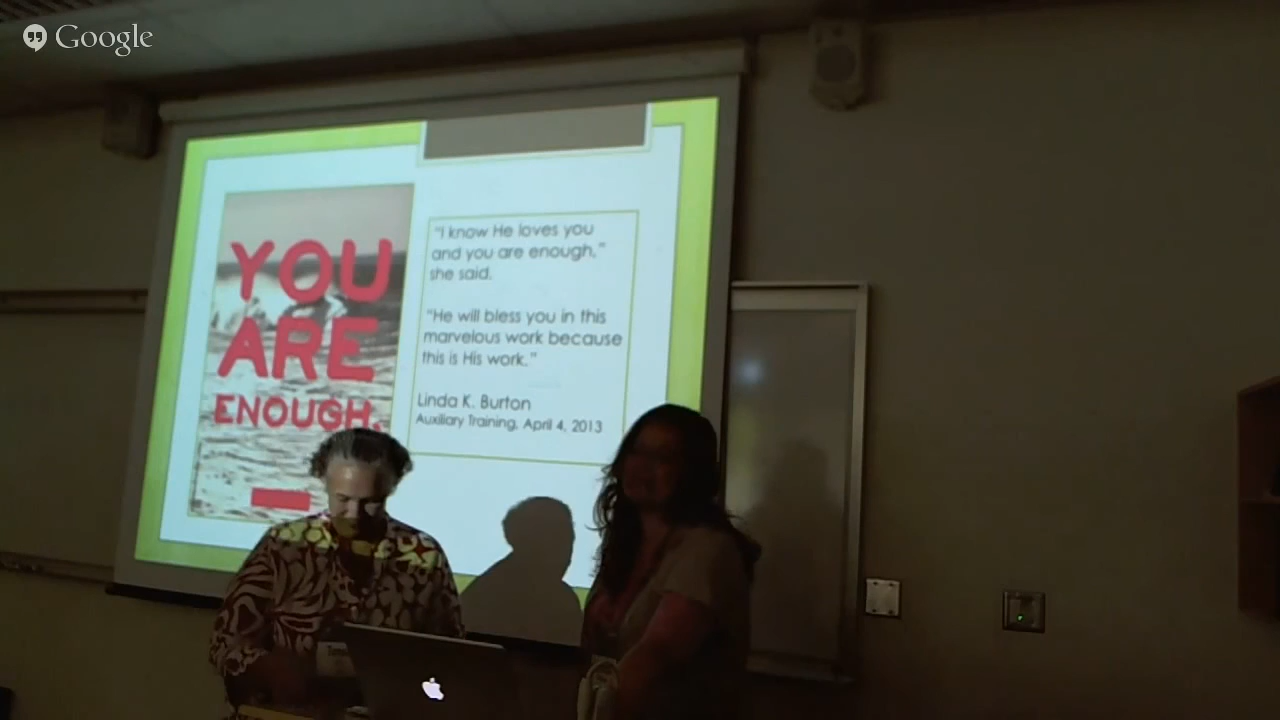 Google
YOU
ARE
ENOUGH.
"I know He loves you
and you are enough,"
she said.
"He will bless you in this
marvelous work because
this is His work."
Linda K. Burton
Auxiliary Training, April 4, 2013